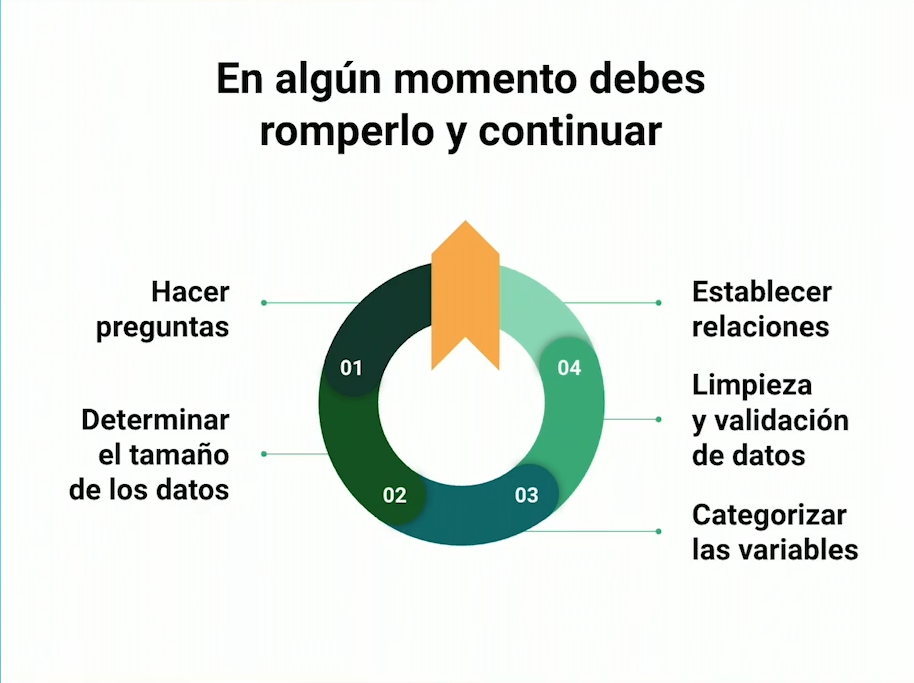 En algún momento debes
romperlo y continuar
Hacer
preguntas
Determinar
el tamaño
de los datos
01
02
03
04
Establecer
relaciones
Limpieza
y validación
de datos
Categorizar
las variables